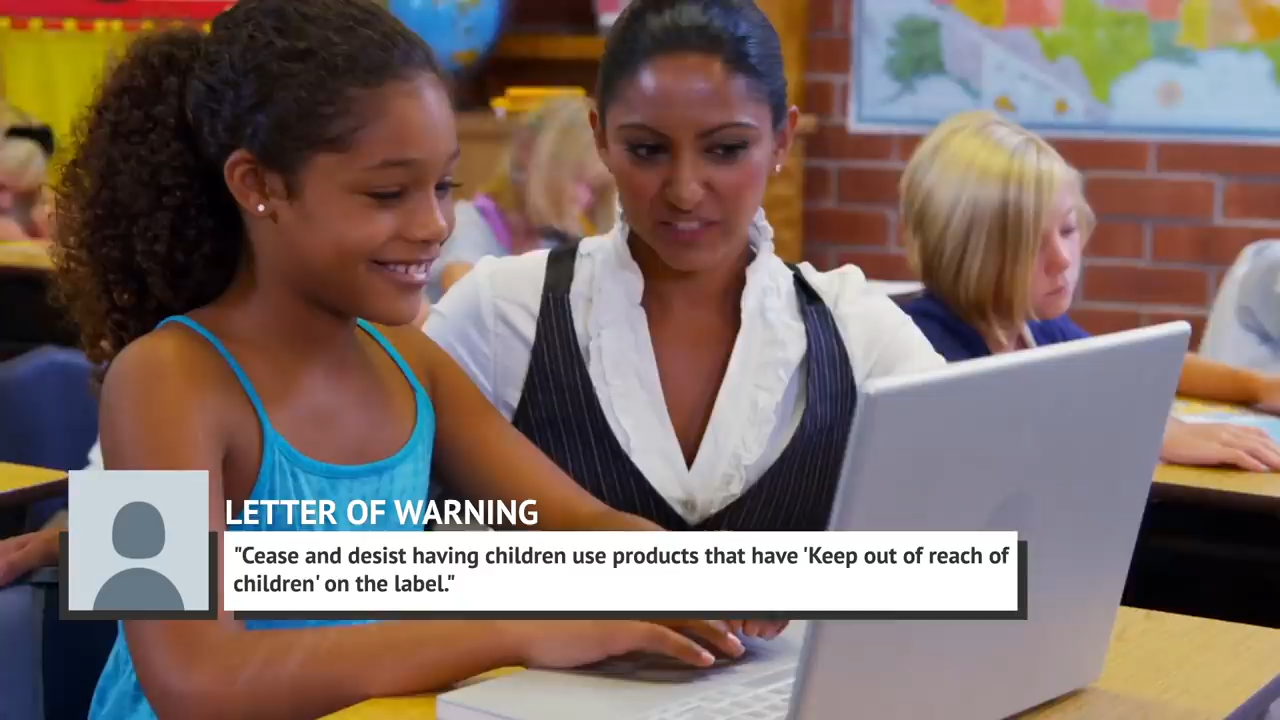 LETTER OF WARNING
"Cease and desist having children use products that have 'Keep out of reach of
children' on the label."